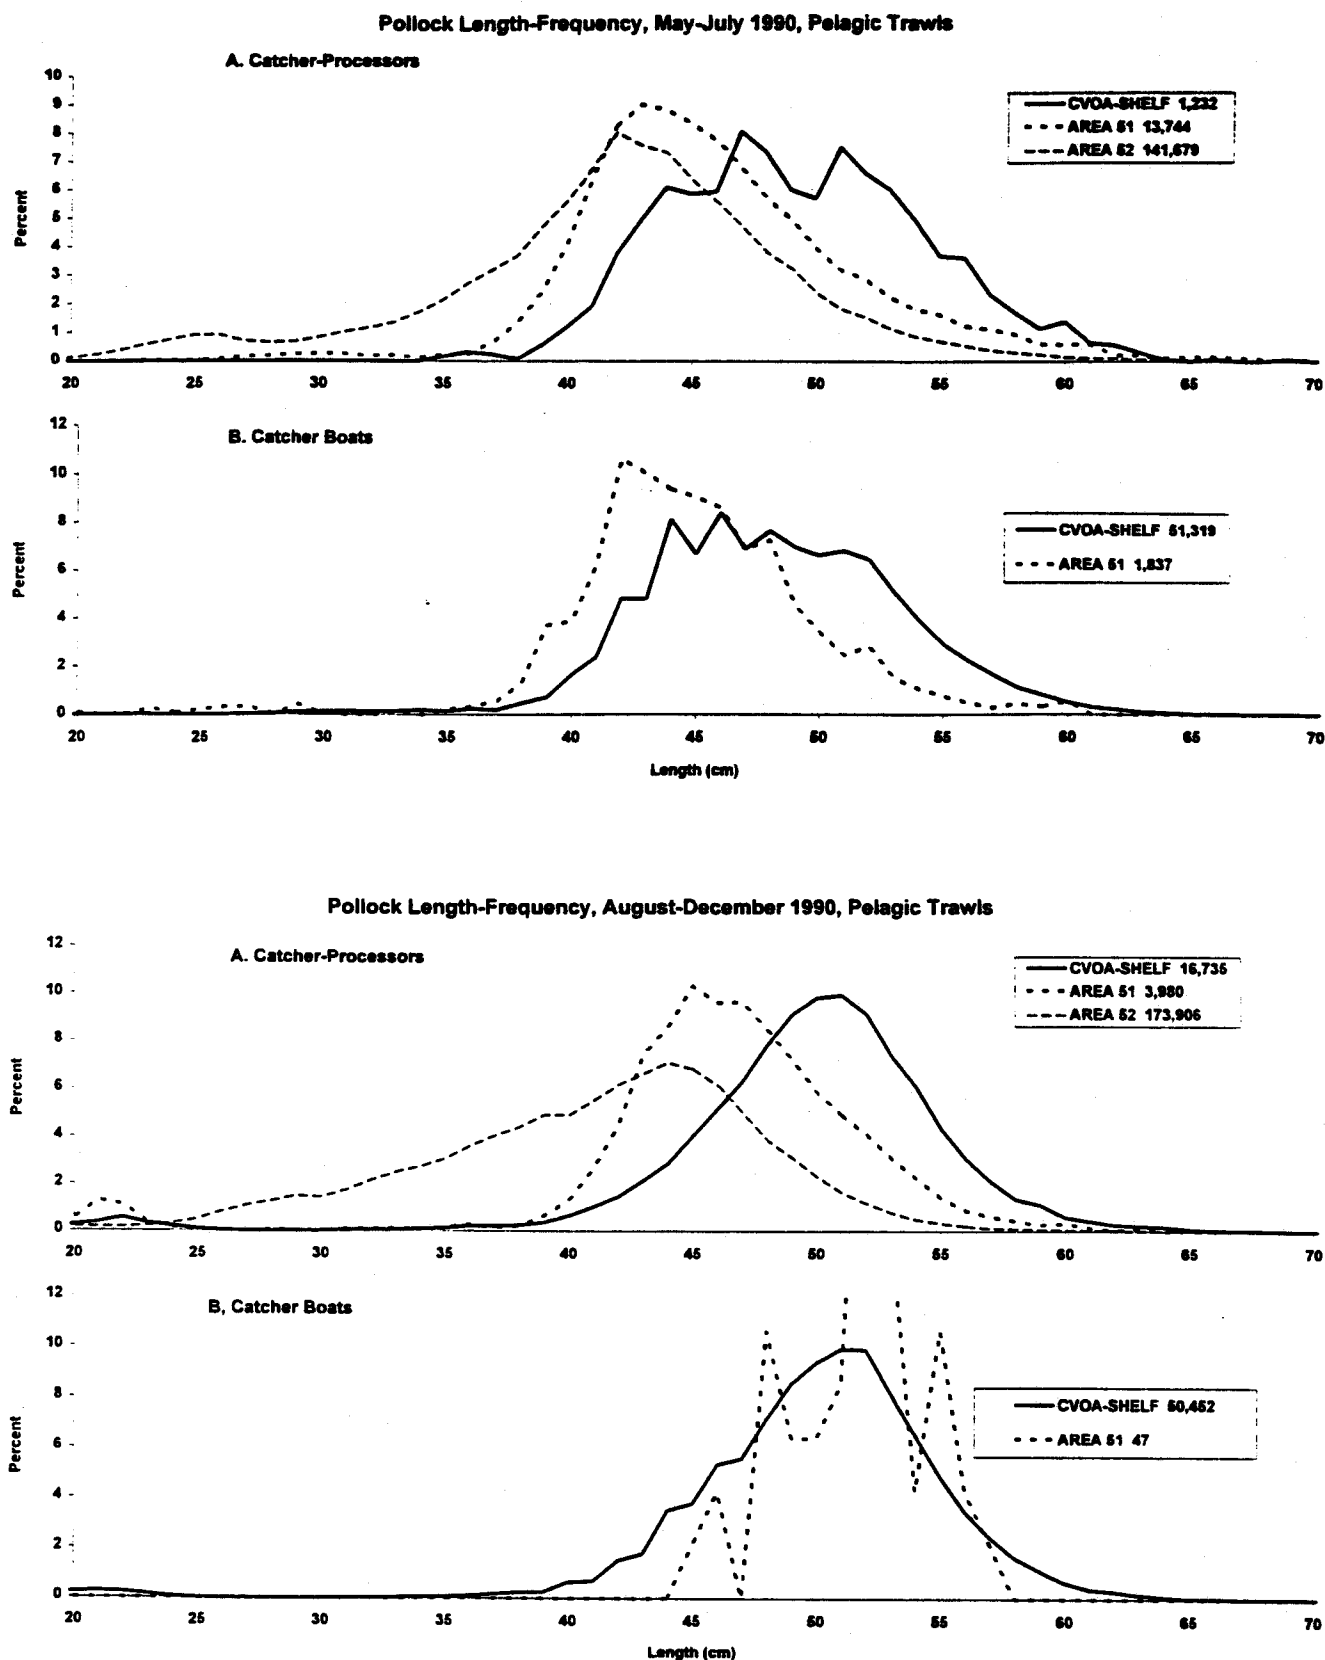 Pollock Length-Frequency, May-July 1990, Pelagic Trawls
A. Catcher-Processors
10
9
8
7
6
5
4
3
2
1
0
Percent
CVOA-SHELF 1,232
AREA 51 13,744
AREA 52 141,679
20 25 30 35 40 45 50 55 60 65 70
B. Catcher Boats
12
10
8
6
4
2
0
Percent
CVOA-SHELF 51,319
AREA 51 1,837
20 25 30 35 40 45 50 55 60 65 70
Length (cm)
Pollock Length-Frequency, August-December 1990, Pelagic Trawls
A. Catcher-Processors
12
10
8
6
4
2
0
Percent
CVOA-SHELF 16,735
AREA 51 3,980
AREA 52 173,906
20 25 30 35 40 45 50 55 60 65 70
B, Catcher Boats
12
10
8
6
4
2
0
Percent
CVOA-SHELF 50,452
AREA 51 47
20 25 30 35 40 45 50 55 60 65 70
Length (cm)